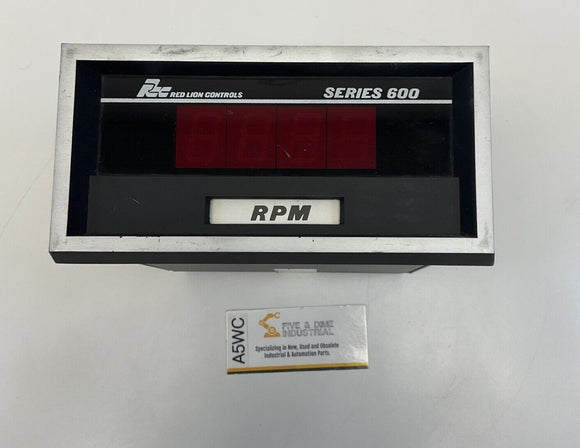 RLC RED LION CONTROLS SERIES 600
RPM
A5WC
FIVE & DIME
INDUSTRIAL
Specializing in New, Used and Obsolete
Industrial & Automation Parts.